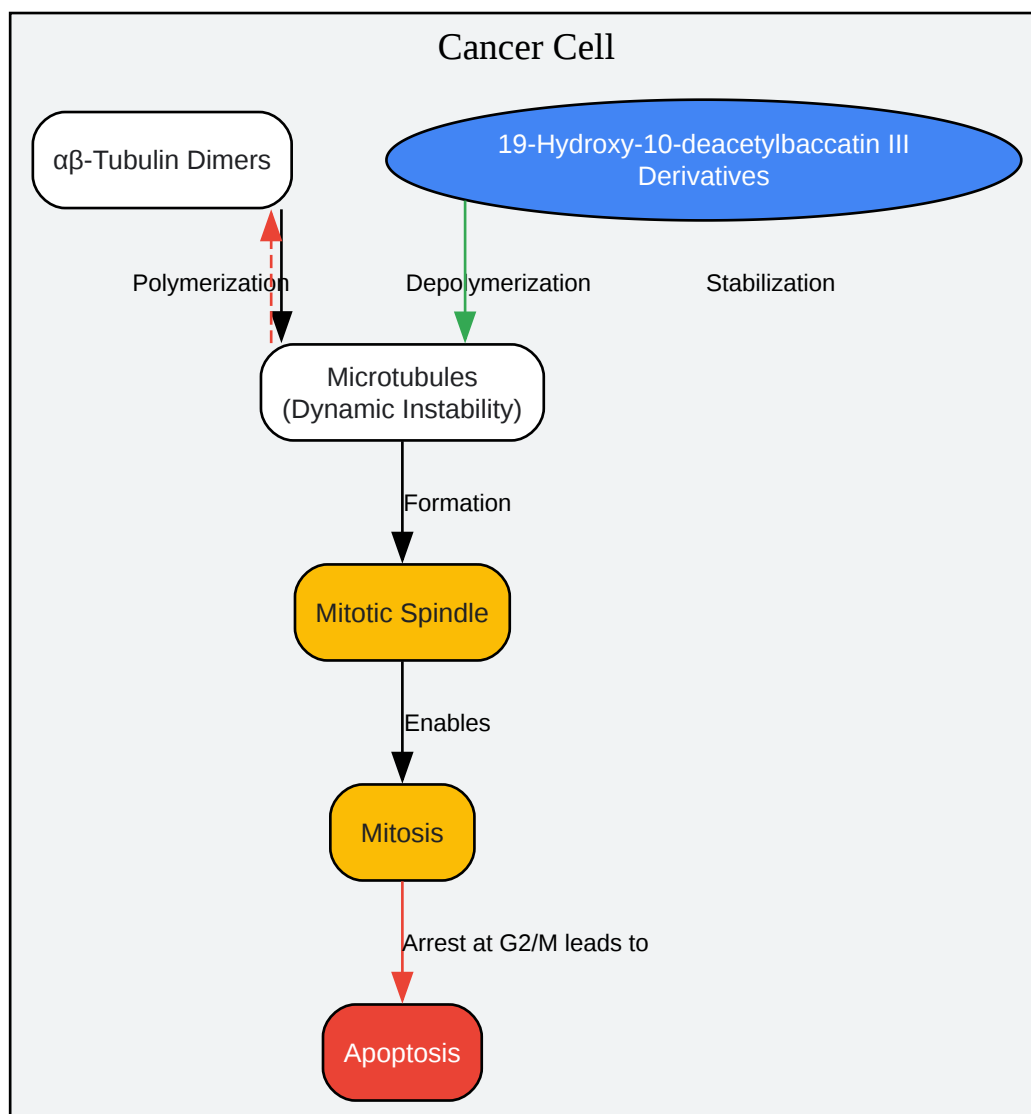 Cancer Cell
αβ-Tubulin Dimers
19-Hydroxy-10-deacetylbaccatin III
Derivatives
Polymerization
Depolymerization
Stabilization
Microtubules
(Dynamic Instability)
Formation
Mitotic Spindle
Enables
Mitosis
Arrest at G2/M leads to
Apoptosis